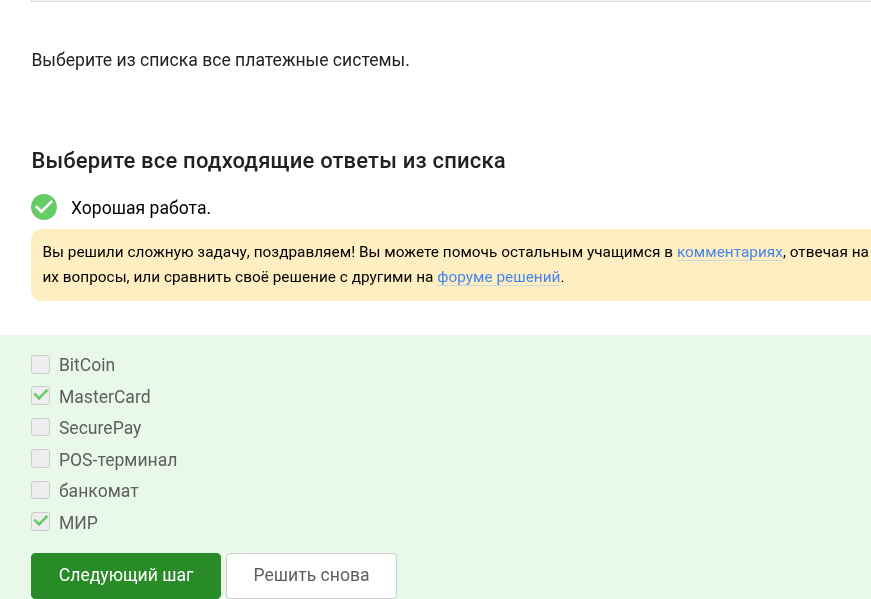 Выберите из списка все платежные системы.
Выберите все подходящие ответы из списка
Хорошая работа.
Вы решили сложную задачу, поздравляем! Вы можете помочь остальным учащимся в комментариях, отвечая на
их вопросы, или сравнить своё решение с другими на форуме решений.
BitCoin
MasterCard
SecurePay
POS-терминал
банкомат
МИР
Следующий шаг Решить снова